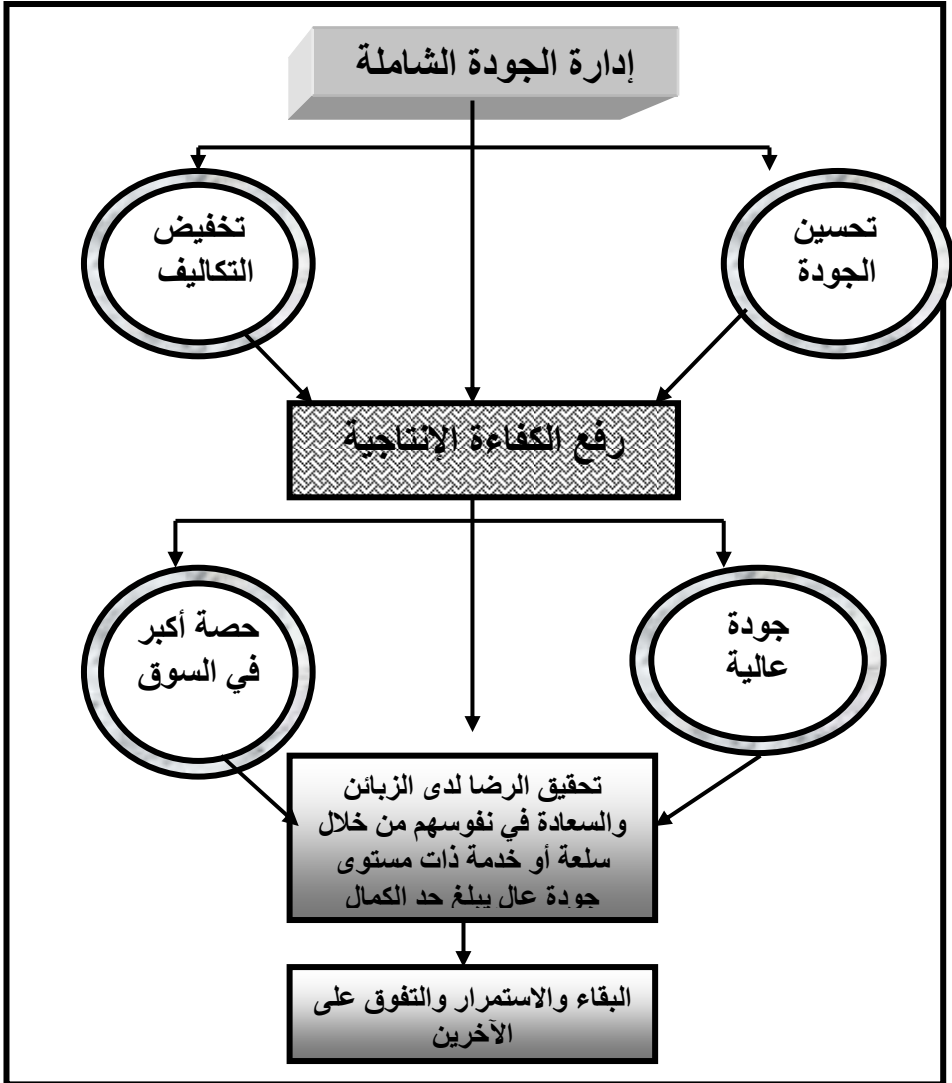 إدارة الجودة الشاملة
تحسين
الجودة
تخفيض
التكاليف
رفع الكفاءة الإنتاجية
جودة
عالية
حصة أكبر
في السوق
تحقيق الرضا لدى الزبائن
والسعادة في نفوسهم من خلال
سلعة أو خدمة ذات مستوى
جودة عال يبلغ حد الكمال
البقاء والاستمرار والتفوق على
الآخرين